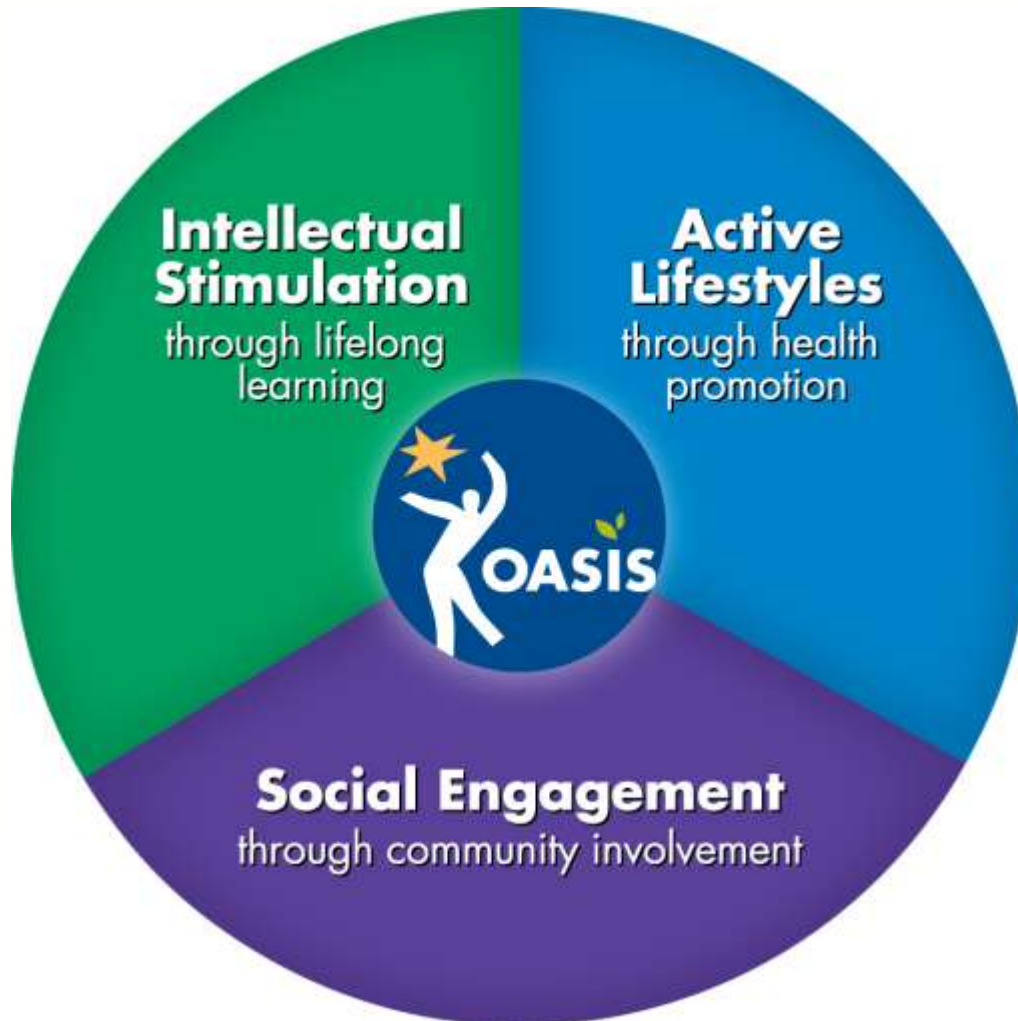 Intellectual
Stimulation
through lifelong
learning
Active
Lifestyles
through health
promotion
OASIS
Social Engagement
through community involvement